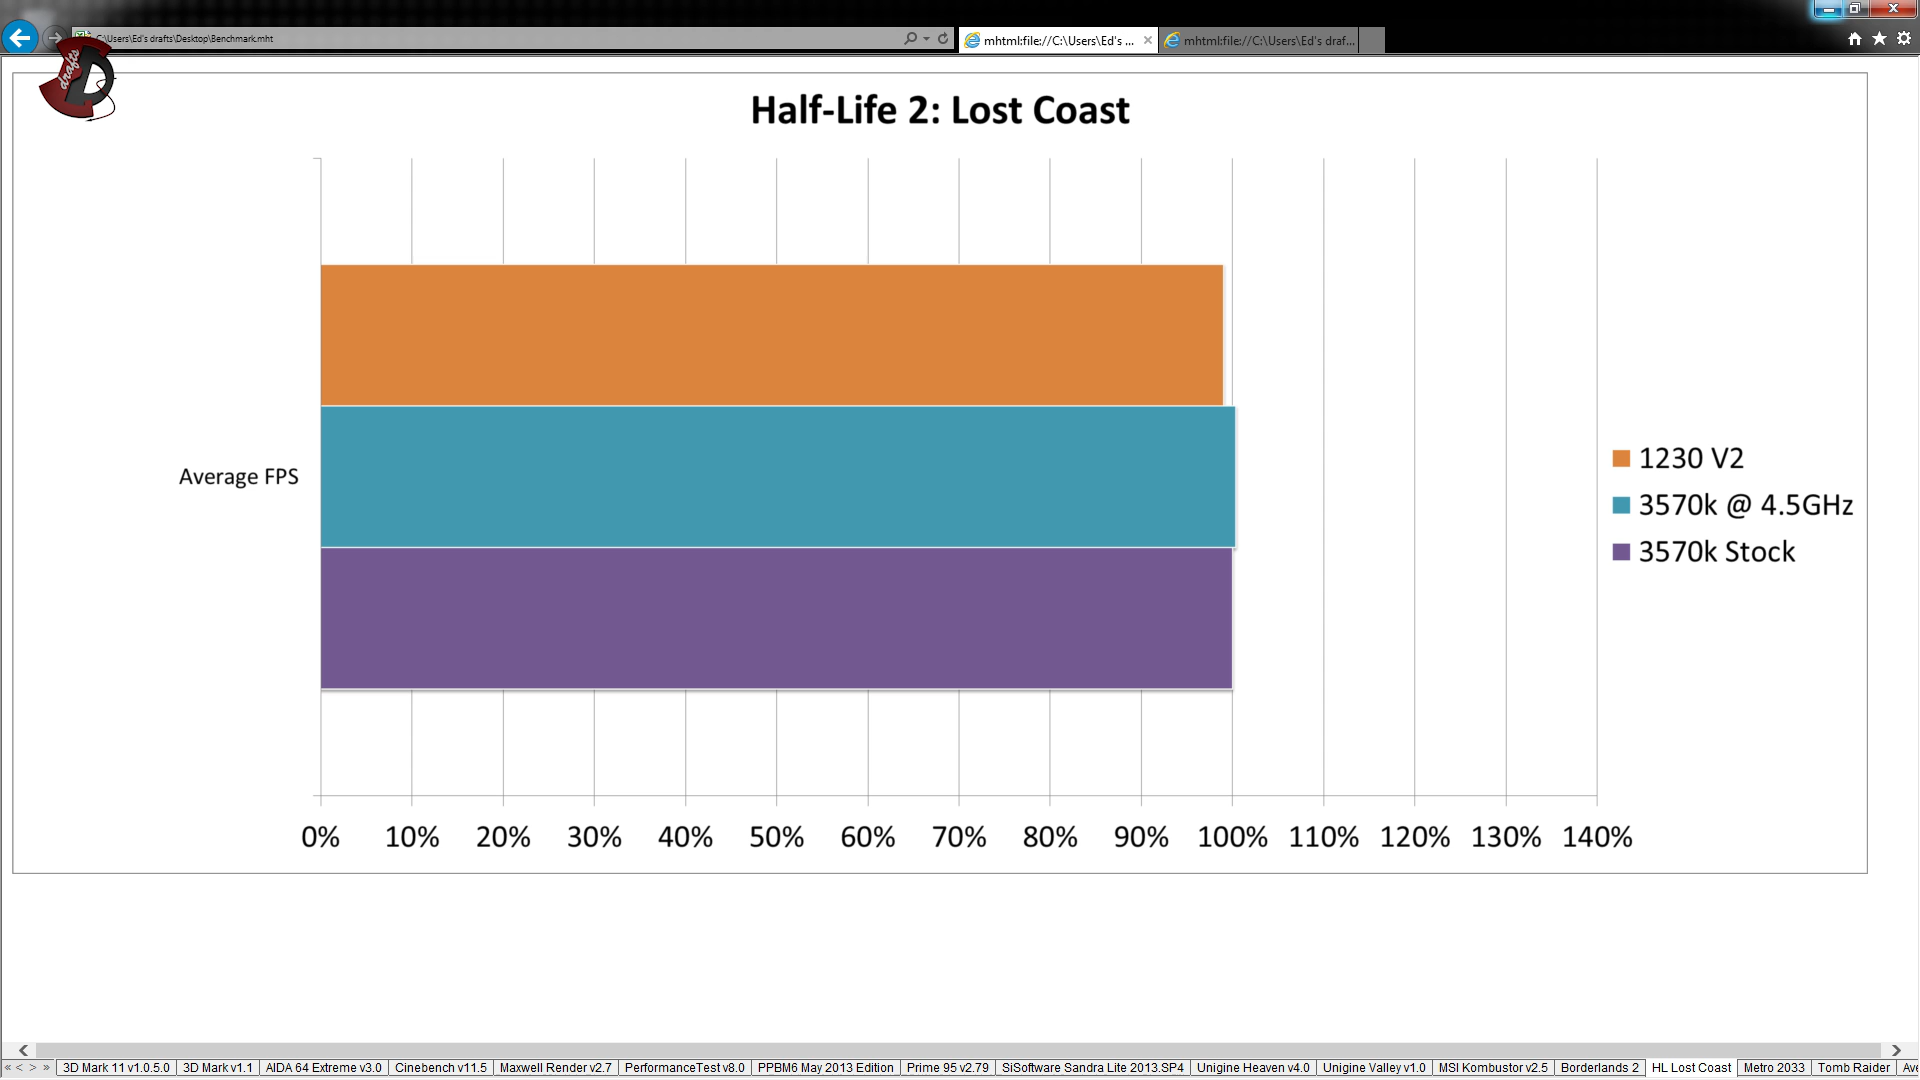 C:\Users\Ed's drafts\Desktop\Benchmark.mht
mhtml:file://C:\Users\Ed's ...
mhtml:file://C:\Users\Ed's draf...
drafts
Half-Life 2: Lost Coast
Average FPS
1230 V2
3570k @ 4.5GHz
3570k Stock
0% 10% 20% 30% 40% 50% 60% 70% 80% 90% 100% 110% 120% 130% 140%
3D Mark 11 v1.0.5.0 3D Mark v1.1 AIDA 64 Extreme v3.0 Cinebench v11.5 Maxwell Render v2.7 PerformanceTest v8.0 PPBM6 May 2013 Edition Prime 95 v2.79 SiSoftware Sandra Lite 2013.SP4 Unigine Heaven v4.0 Unigine Valley v1.0 MSI Kombustor v2.5 Borderlands 2 HL Lost Coast Metro 2033 Tomb Raider